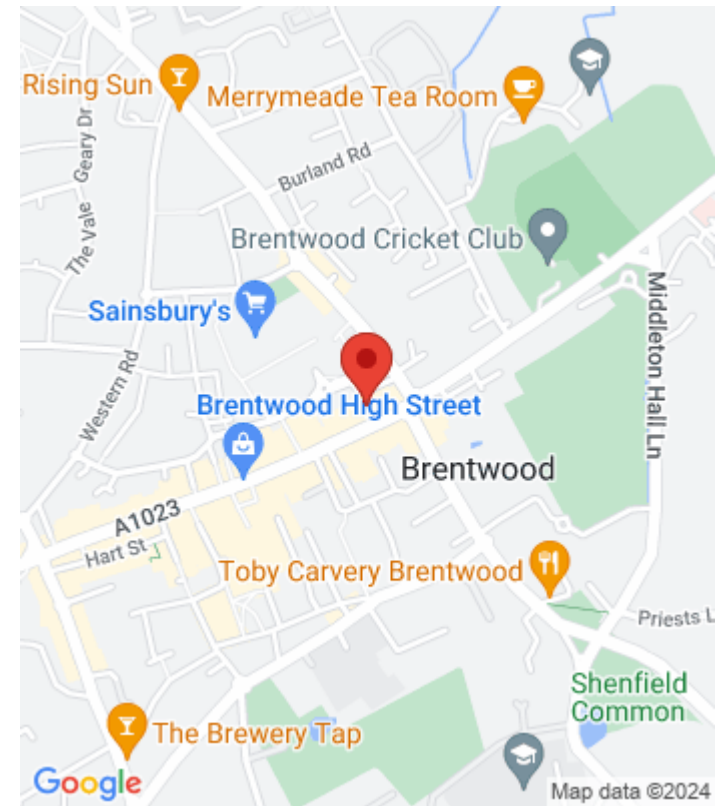 Rising Sun
Merrymeade Tea Room
Geary Dr
The Vale
Burland Rd
Brentwood Cricket Club
Sainsbury's
Middleton Hall Ln
Western Rd
Brentwood High Street
Brentwood
A1023
Hart St
Toby Carvery Brentwood
Priests L
Shenfield
Common
The Brewery Tap
Google
Map data ©2024